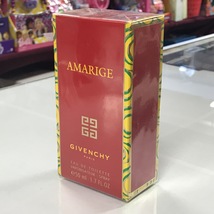 AMARIGE
GIVENCHY
PARIS
EAU DE TOILETTE